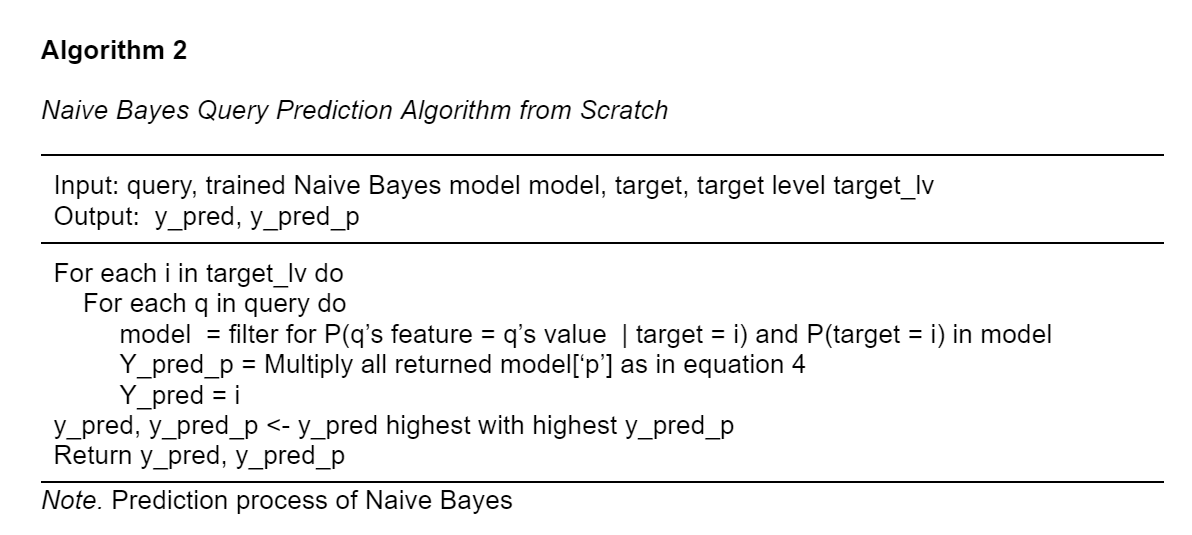 Algorithm 2
Naive Bayes Query Prediction Algorithm from Scratch
Input: query, trained Naive Bayes model model, target, target level target_lv
Output:  y_pred, y_pred_p
For each i in target_lv do
For each q in query do
model  = filter for P(q’s feature = q’s value  | target = i) and P(target = i) in model
Y_pred_p = Multiply all returned model[‘p’] as in equation 4
Y_pred = i
y_pred, y_pred_p <- y_pred highest with highest y_pred_p
Return y_pred, y_pred_p
Note. Prediction process of Naive Bayes